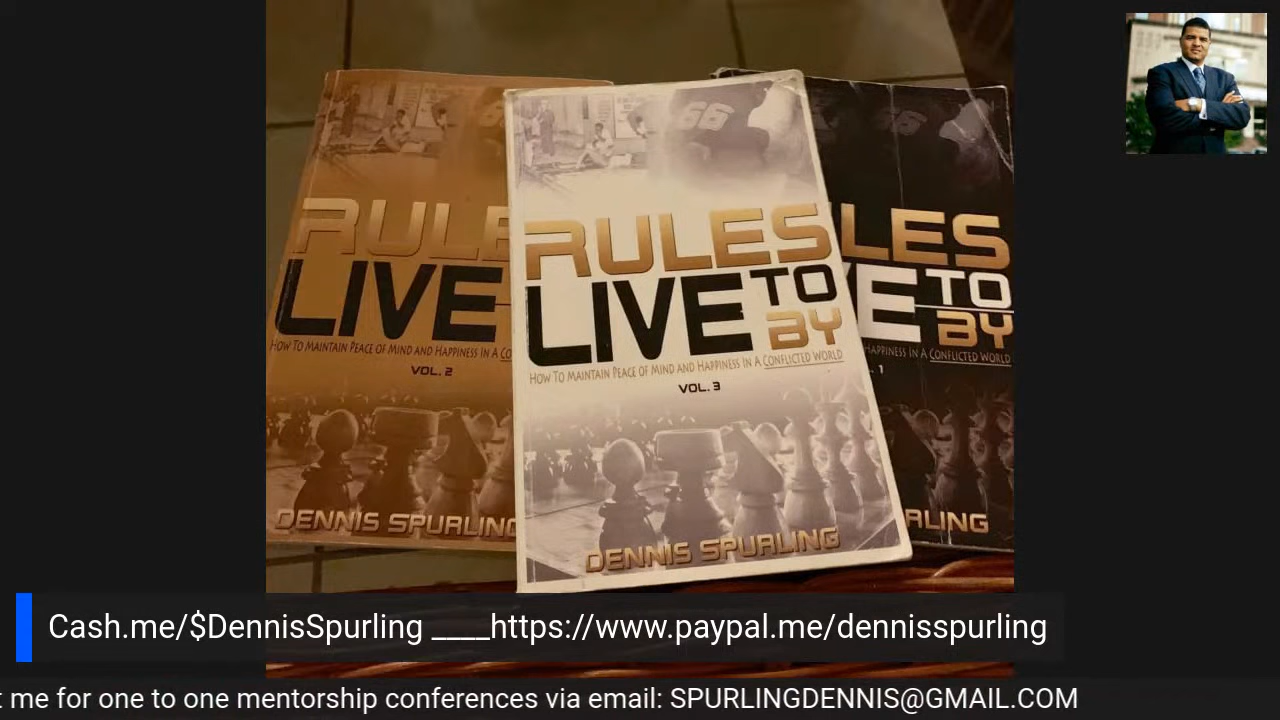 RULE
LIVE
HOW TO MAINTAIN PEACE OF MIND AND HAPPINESS IN A CO
VOL. 2
DENNIS SPURLING
66
RULES
LIVE TO
BY
HOW TO MAINTAIN PEACE OF MIND AND HAPPINESS IN A CONFLICTED WORLD
VOL. 3
DENNIS SPURLING
LES
E TO
BY
HAPPINESS IN A CONFLICTED WORLD
. 1
RLING
Cash.me/$DennisSpurling ____https://www.paypal.me/dennisspurling
t me for one to one mentorship conferences via email: SPURLINGDENNIS@GMAIL.COM